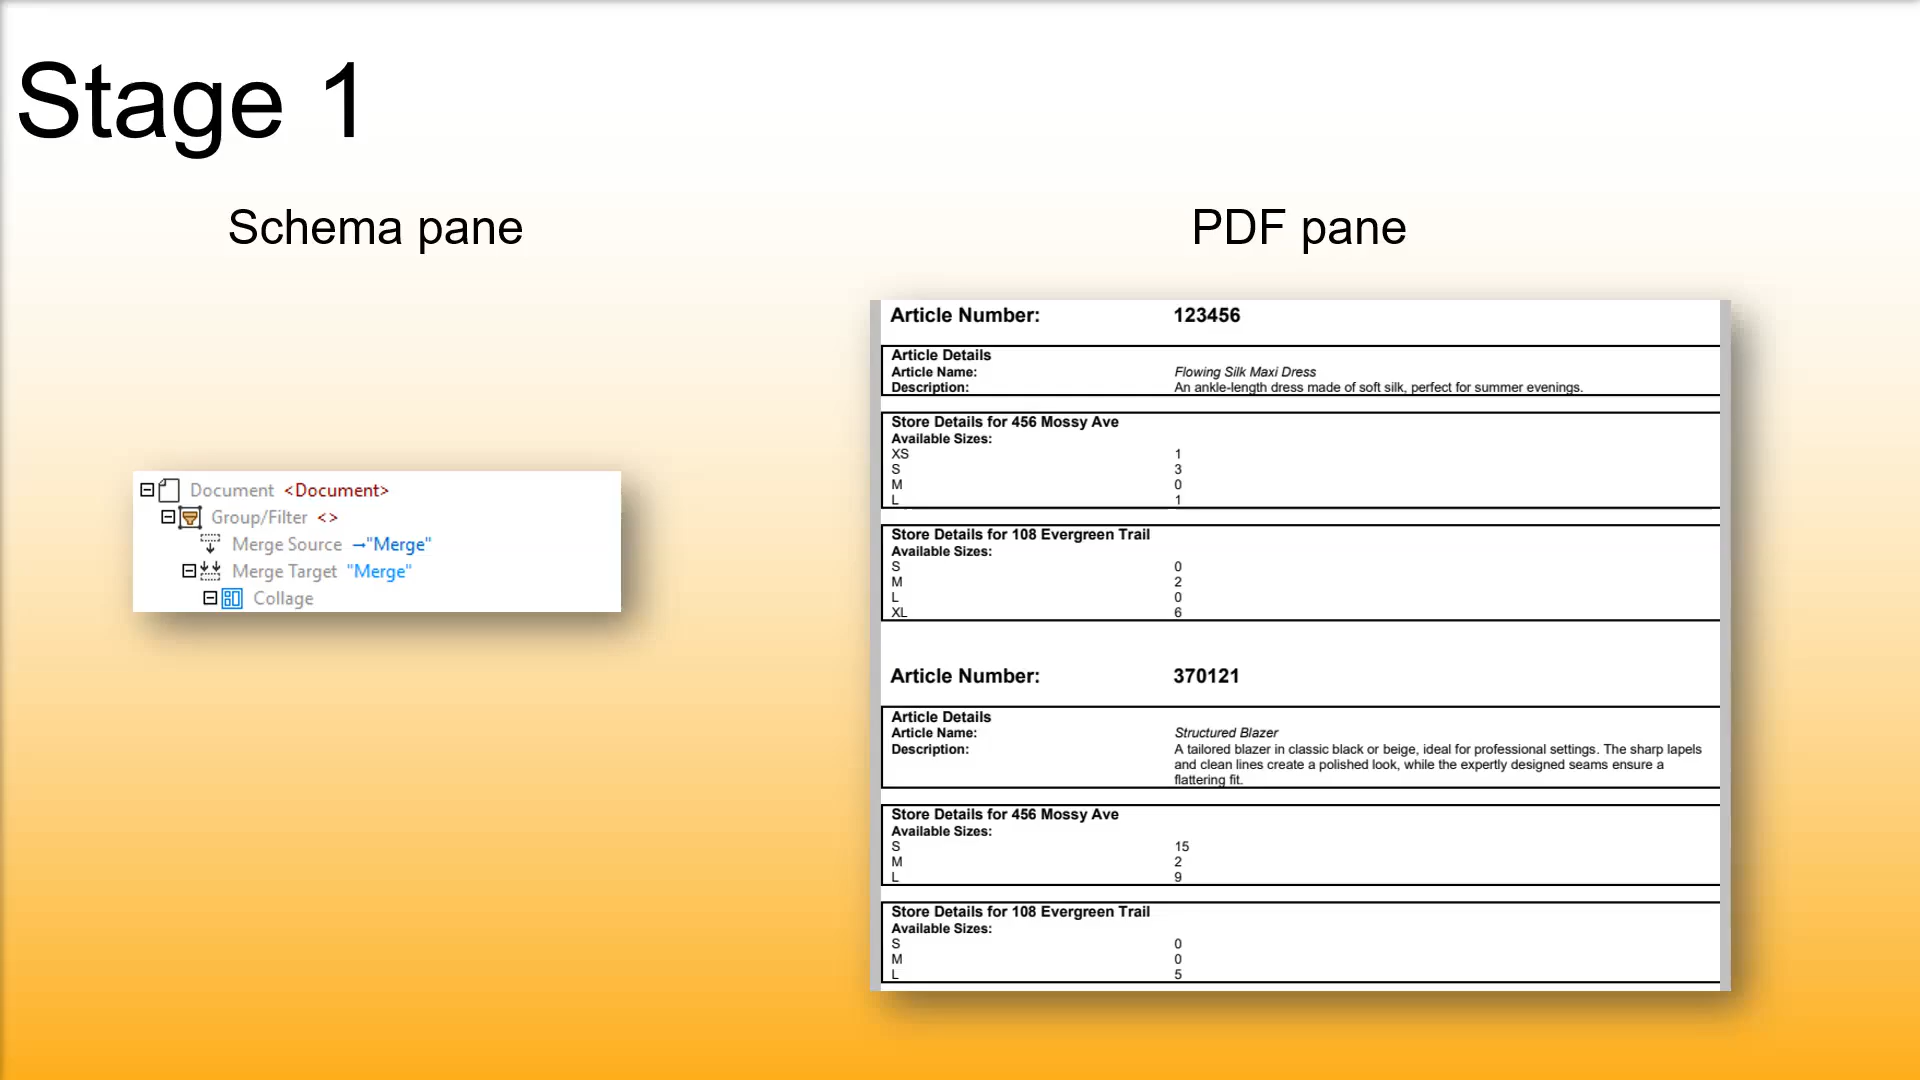 Stage 1
Schema pane
Document <Document>
Group/Filter <>
Merge Source →"Merge"
Merge Target "Merge"
Collage
PDF pane
Article Number: 123456
Article Details
Article Name: Flowing Silk Maxi Dress
Description: An ankle-length dress made of soft silk, perfect for summer evenings.
Store Details for 456 Mossy Ave
Available Sizes:
XS 1
S 3
M 0
L 1
Store Details for 108 Evergreen Trail
Available Sizes:
S 0
M 2
L 0
XL 6
Article Number: 370121
Article Details
Article Name: Structured Blazer
Description: A tailored blazer in classic black or beige, ideal for professional settings. The sharp lapels
and clean lines create a polished look, while the expertly designed seams ensure a
flattering fit.
Store Details for 456 Mossy Ave
Available Sizes:
S 15
M 2
L 9
Store Details for 108 Evergreen Trail
Available Sizes:
S 0
M 0
L 5